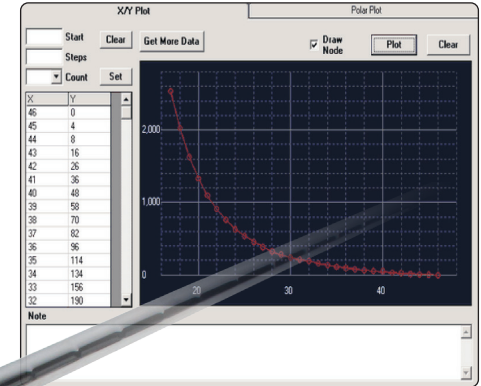 X/Y Plot
Polar Plot
Start
Clear
Get More Data
Draw
Node
Plot
Clear
Steps
Count
Set
X Y
46 0
45 4
44 8
43 16
42 26
41 36
40 48
39 58
38 70
37 82
36 96
35 114
34 134
33 156
32 190
2,000
1,000
0
20
30
40
Note